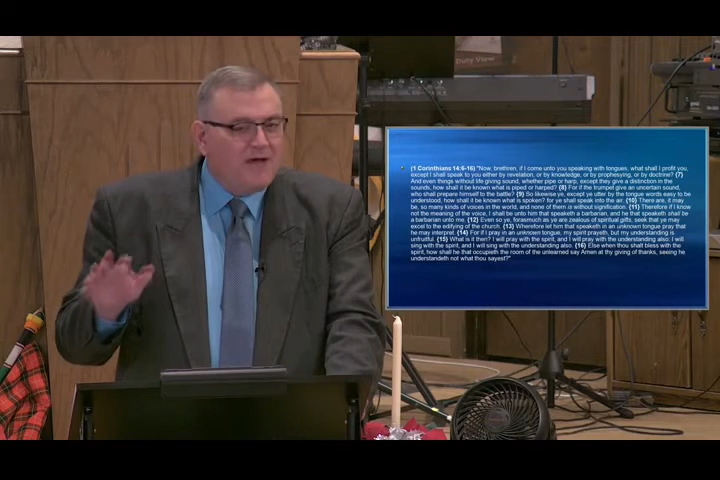 Duty View
• (1 Corinthians 14:6-16) "Now, brethren, if I come unto you speaking with tongues, what shall I profit you,
except I shall speak to you either by revelation, or by knowledge, or by prophesying, or by doctrine? (7)
And even things without life giving sound, whether pipe or harp, except they give a distinction in the
sounds, how shall it be known what is piped or harped? (8) For if the trumpet give an uncertain sound,
who shall prepare himself to the battle? (9) So likewise ye, except ye utter by the tongue words easy to be
understood, how shall it be known what is spoken? for ye shall speak into the air. (10) There are, it may
be, so many kinds of voices in the world, and none of them is without signification. (11) Therefore if I know
not the meaning of the voice, I shall be unto him that speaketh a barbarian, and he that speaketh shall be
a barbarian unto me. (12) Even so ye, forasmuch as ye are zealous of spiritual gifts, seek that ye may
excel to the edifying of the church. (13) Wherefore let him that speaketh in an unknown tongue pray that
he may interpret. (14) For if I pray in an unknown tongue, my spirit prayeth, but my understanding is
unfruitful. (15) What is it then? I will pray with the spirit, and I will pray with the understanding also: I will
sing with the spirit, and I will sing with the understanding also. (16) Else when thou shalt bless with the
spirit, how shall he that occupieth the room of the unlearned say Amen at thy giving of thanks, seeing he
understandeth not what thou sayest?"